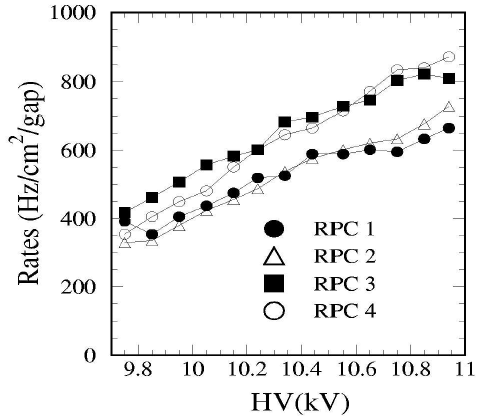 1000
800
600
400
200
0
Rates (Hz/cm²/gap)
RPC 1
RPC 2
RPC 3
RPC 4
9.8 10 10.2 10.4 10.6 10.8 11
HV(kV)